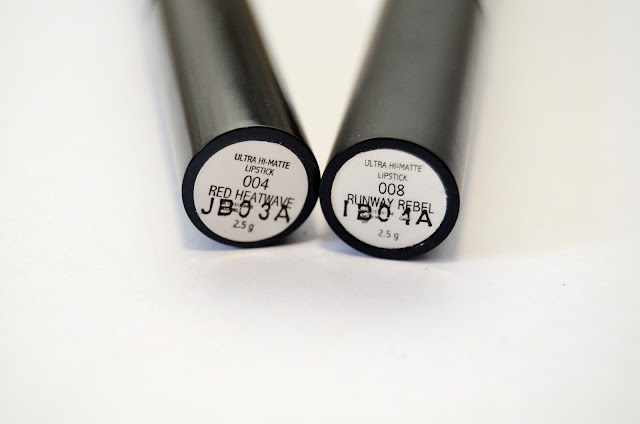 ULTRA HI-MATTE
LIPSTICK
004
RED HEATWAVE
JB03A
2.5 g
ULTRA HI-MATTE
LIPSTICK
008
RUNWAY REBEL
IB01A
2.5 g